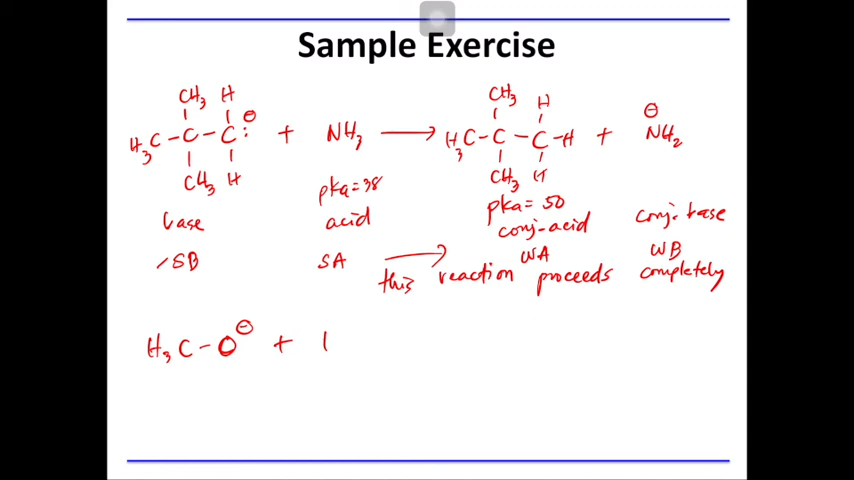 Sample Exercise
CH3 H
H3C - C - C:⊖ + NH3 → H3C - C - C - H + ⊖NH2
CH3 H
CH3 H
CH3 H
pka=38
pka= 50
base acid conj-acid conj. base
SB SA → WA WB
this reaction proceeds completely
H3C - O⊖ + |